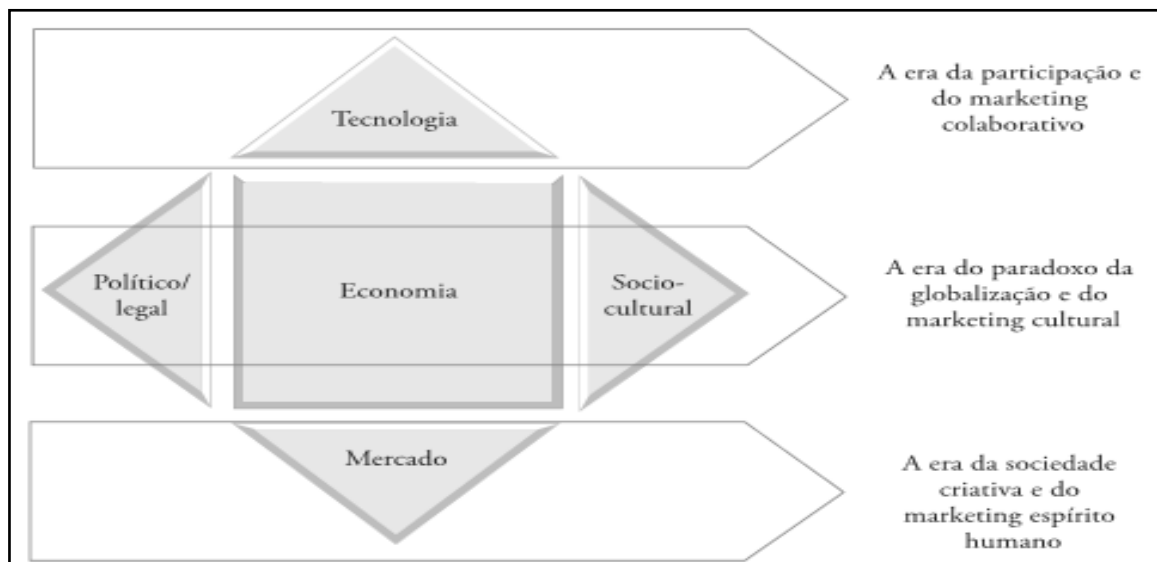 Tecnologia
A era da participação e
do marketing
colaborativo
Político/
legal
Economia
Socio-
cultural
A era do paradoxo da
globalização e do
marketing cultural
Mercado
A era da sociedade
criativa e do
marketing espírito
humano